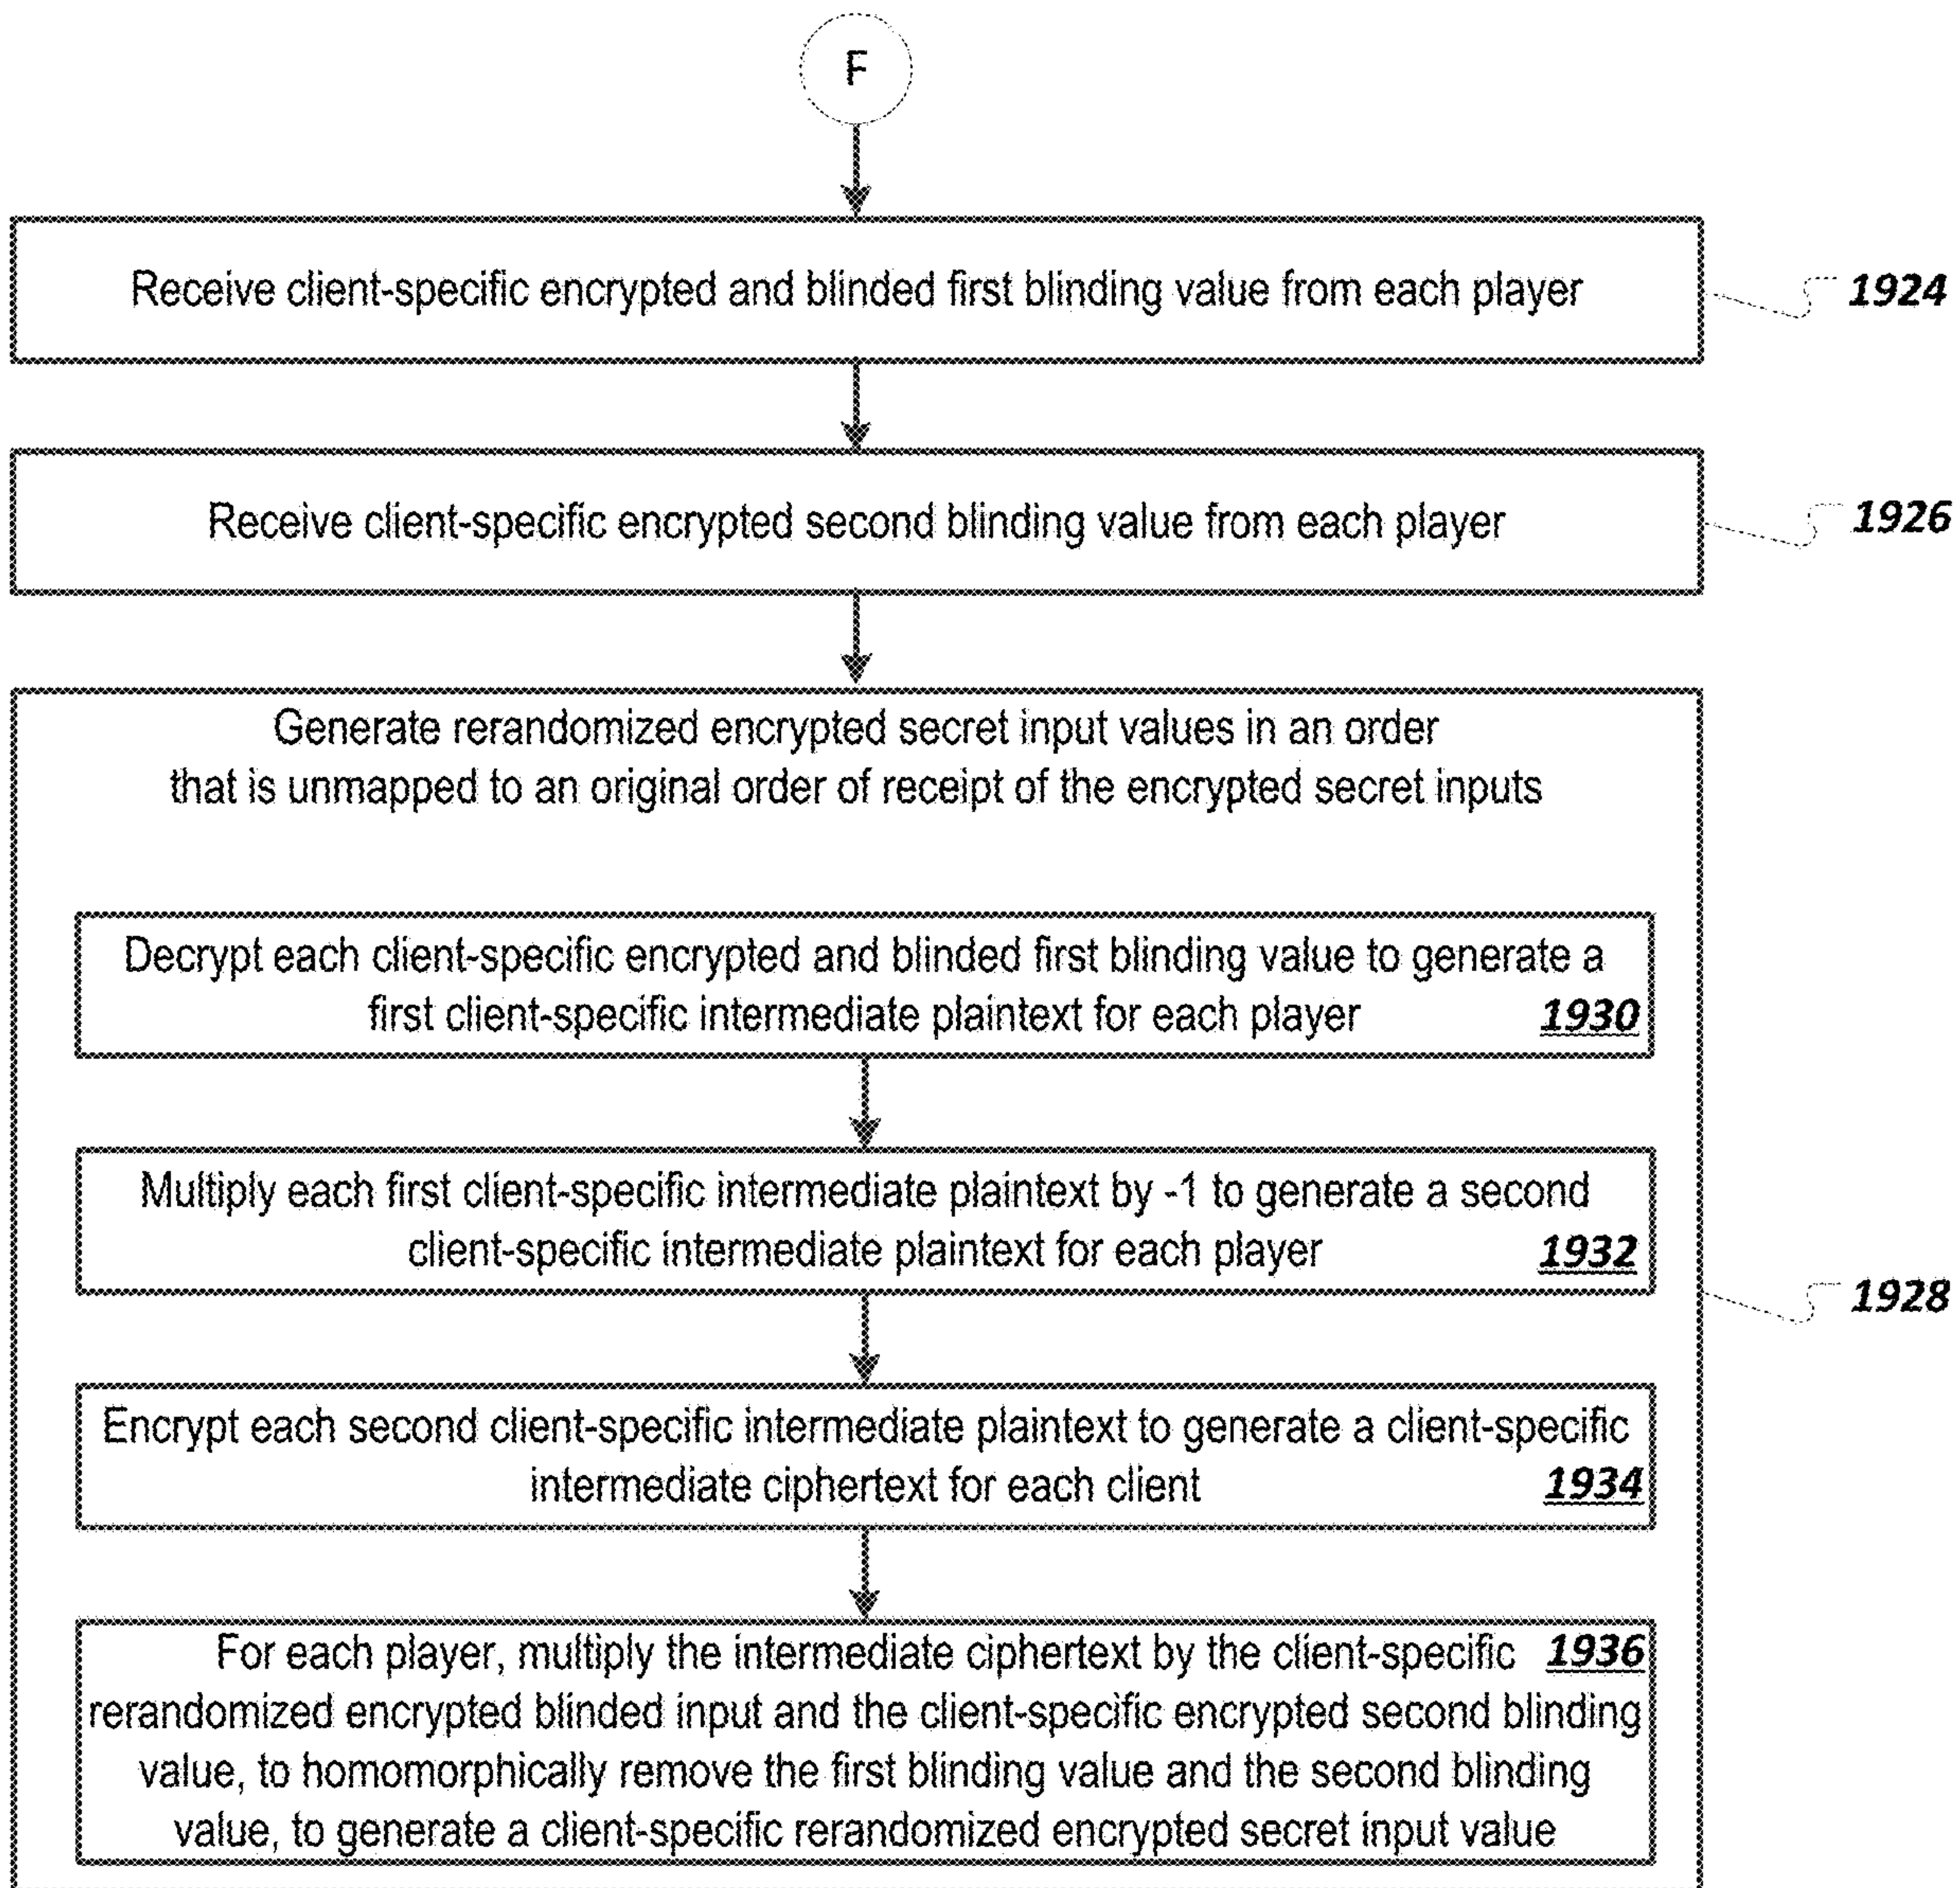 F
Receive client-specific encrypted and blinded first blinding value from each player
1924
Receive client-specific encrypted second blinding value from each player
1926
Generate rerandomized encrypted secret input values in an order
that is unmapped to an original order of receipt of the encrypted secret inputs
Decrypt each client-specific encrypted and blinded first blinding value to generate a
first client-specific intermediate plaintext for each player 1930
Multiply each first client-specific intermediate plaintext by -1 to generate a second
client-specific intermediate plaintext for each player 1932
1928
Encrypt each second client-specific intermediate plaintext to generate a client-specific
intermediate ciphertext for each client 1934
For each player, multiply the intermediate ciphertext by the client-specific 1936
rerandomized encrypted blinded input and the client-specific encrypted second blinding
value, to homomorphically remove the first blinding value and the second blinding
value, to generate a client-specific rerandomized encrypted secret input value